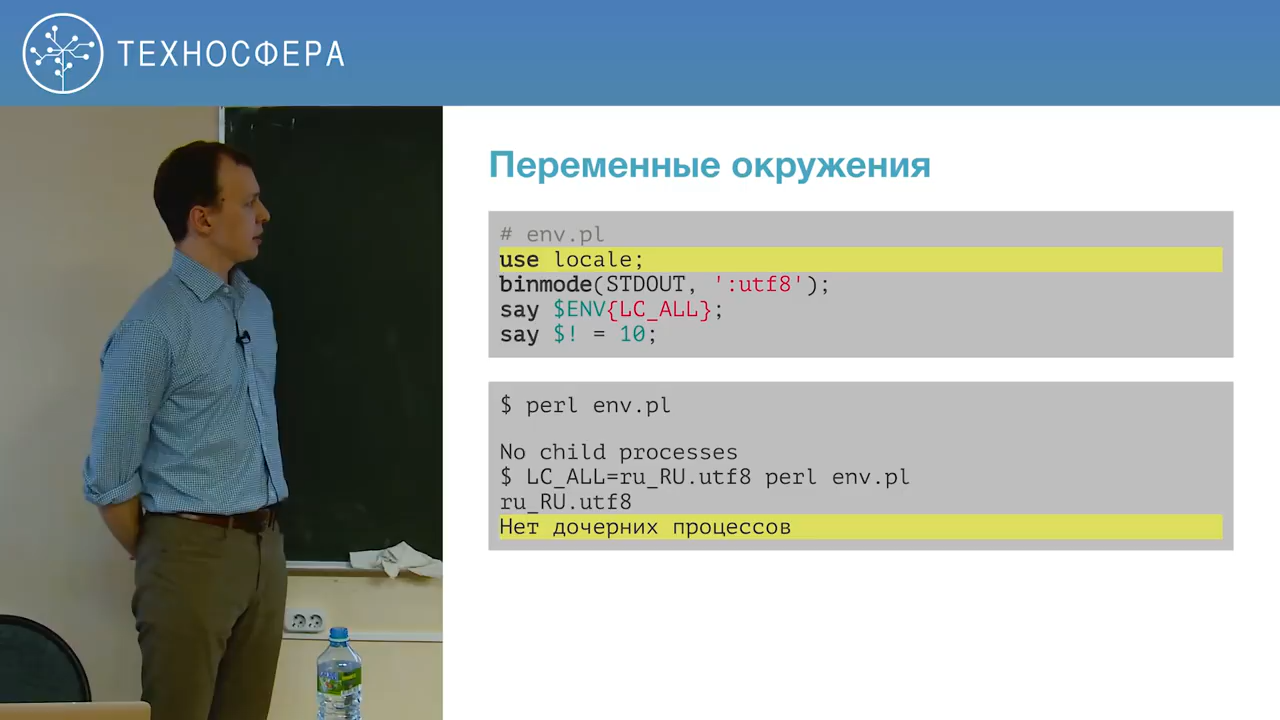 ТЕХНОСФЕРА
Переменные окружения
# env.pl
use locale;
binmode(STDOUT, ':utf8');
say $ENV{LC_ALL};
say $! = 10;
$ perl env.pl
No child processes
$ LC_ALL=ru_RU.utf8 perl env.pl
ru_RU.utf8
Нет дочерних процессов